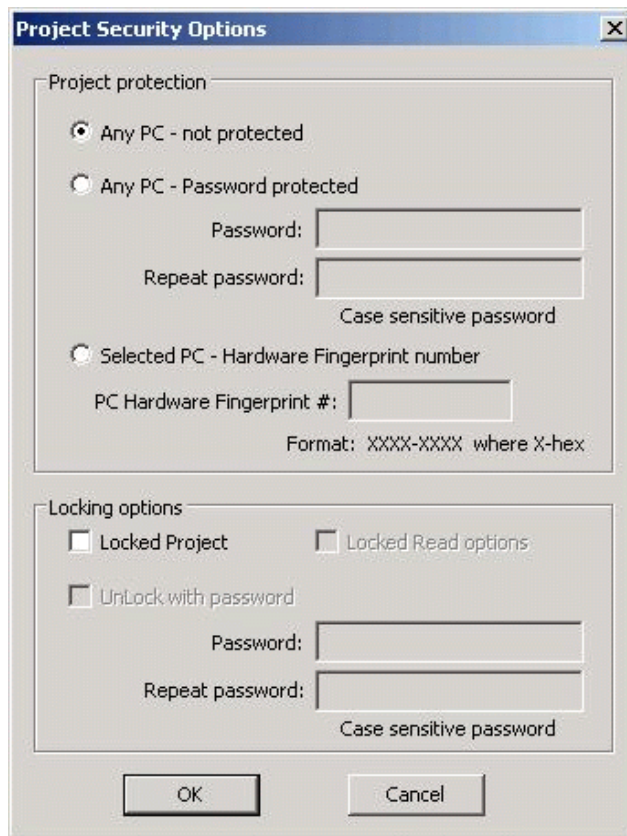 Project Security Options
Project protection
Any PC - not protected
Any PC - Password protected
Password:
Repeat password:
Case sensitive password
Selected PC - Hardware Fingerprint number
PC Hardware Fingerprint #:
Format: XXXX-XXXX where X-hex
Locking options
Locked Project Locked Read options
UnLock with password
Password:
Repeat password:
Case sensitive password
OK Cancel